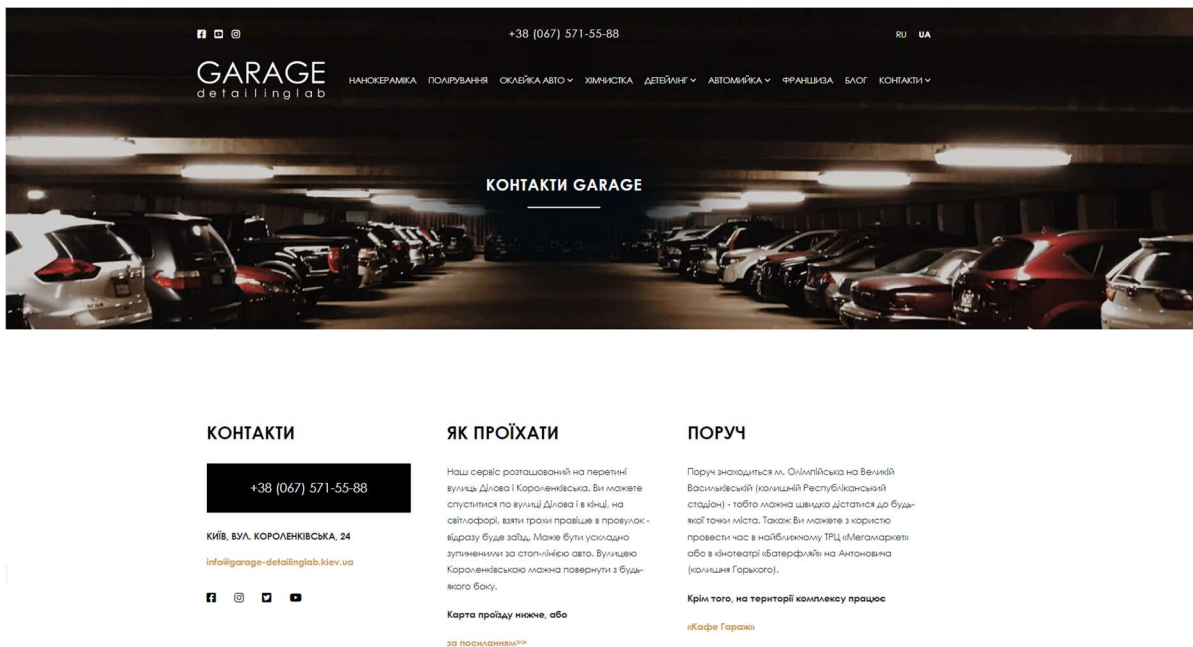 +38 (067) 571-55-88
RU UA
GARAGE
detailinglab
НАНОКЕРАМІКА ПОЛІРУВАННЯ ОКЛЕЙКА АВТО ХІМЧИСТКА ДЕТЕЙЛІНГ АВТОМИЙКА ФРАНШИЗА БЛОГ КОНТАКТИ
КОНТАКТИ GARAGE
КОНТАКТИ
+38 (067) 571-55-88
КИЇВ, ВУЛ. КОРОЛЕНКІВСЬКА, 24
info@garage-detailinglab.kiev.ua
ЯК ПРОЇХАТИ
Наш сервіс розташований на перетині
вулиць Ділова і Короленківська. Ви можете
спуститися по вулиці Ділова і в кінці, на
світлофорі, взяти трохи правіше в провулок -
відразу буде заїзд. Може бути ускладно
зупиненими за стоп-лінією авто. Вулицею
Короленківською можна повернути з будь-
якого боку.
Карта проїзду нижче, або
за посиланням>>
ПОРУЧ
Поруч знаходиться м. Олімпійська на Великій
Васильківській (колишній Республіканський
стадіон) - тобто можна швидко дістатися до будь-
якої точки міста. Також Ви можете з користю
провести час в найближчому ТРЦ «Мегамаркет»
або в кінотеатрі «Батерфляй» на Антоновича
(колишня Горького).
Крім того, на території комплексу працює
«Кафе Гараж»